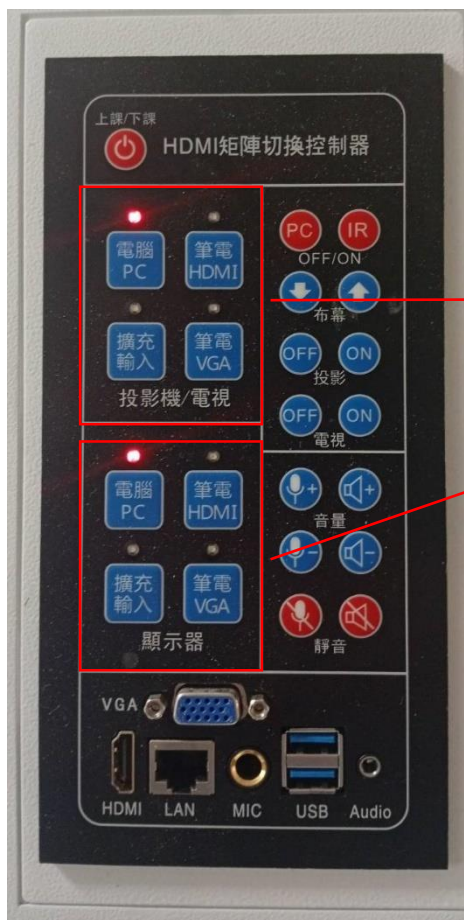 上課/下課
HDMI矩陣切換控制器
電腦
PC
筆電
HDMI
擴充
輸入
筆電
VGA
投影機/電視
PC IR
OFF/ON
布幕
OFF ON
投影
OFF ON
電視
電腦
PC
筆電
HDMI
擴充
輸入
筆電
VGA
顯示器
+ +
音量
- -
靜音
VGA
HDMI LAN MIC USB Audio